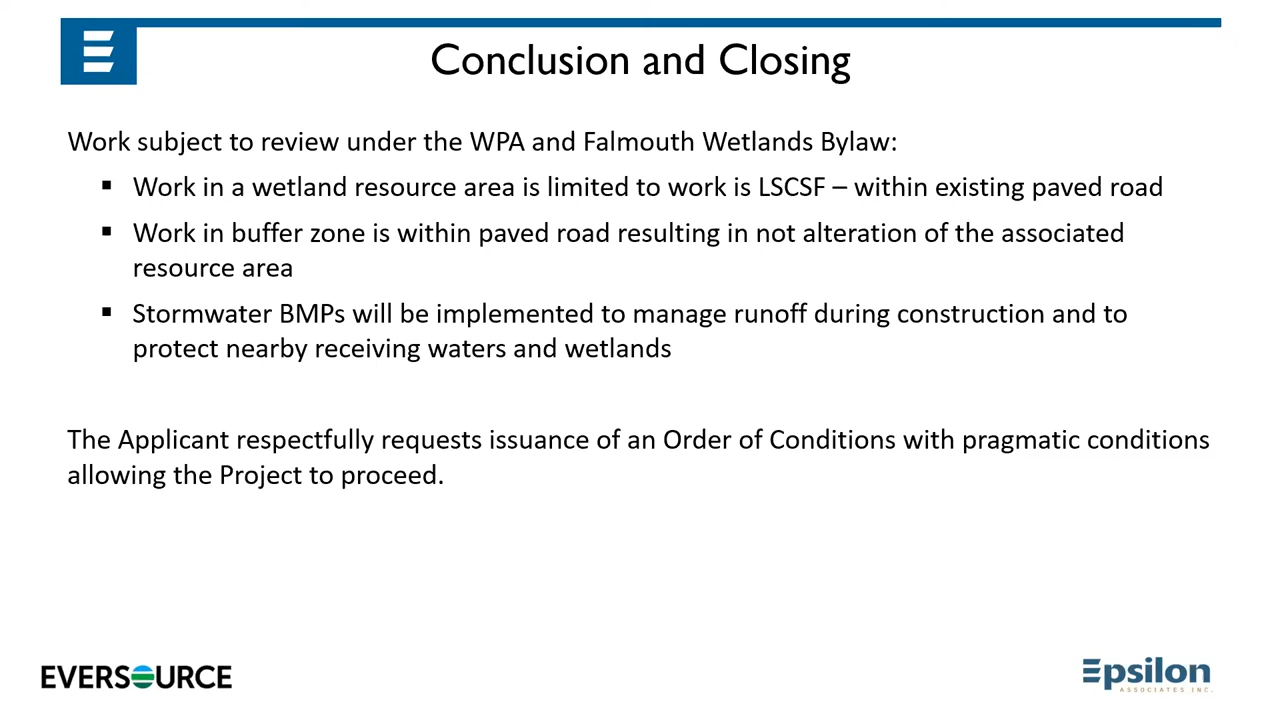 Conclusion and Closing
Work subject to review under the WPA and Falmouth Wetlands Bylaw:
▪ Work in a wetland resource area is limited to work is LSCSF – within existing paved road
▪ Work in buffer zone is within paved road resulting in not alteration of the associated
resource area
▪ Stormwater BMPs will be implemented to manage runoff during construction and to
protect nearby receiving waters and wetlands
The Applicant respectfully requests issuance of an Order of Conditions with pragmatic conditions
allowing the Project to proceed.
EVERSOURCE
Epsilon
ASSOCIATES INC.